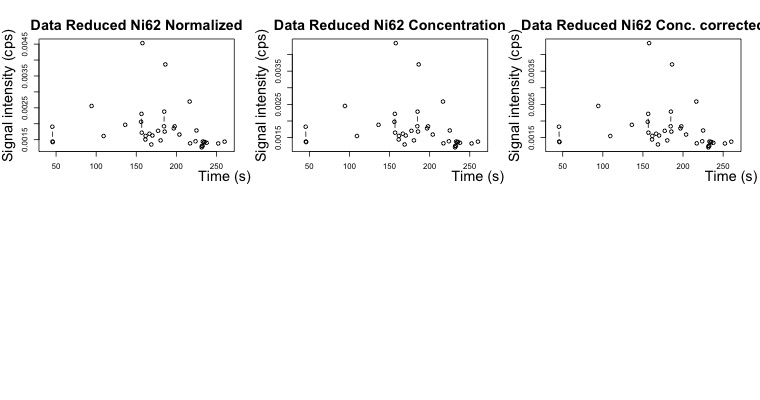 Data Reduced Ni62 Normalized
Signal intensity (cps)
0.0045
0.0035
0.0025
0.0015
50 100 150 200 250
Time (s)
Data Reduced Ni62 Concentration
Signal intensity (cps)
0.0035
0.0025
0.0015
50 100 150 200 250
Time (s)
Data Reduced Ni62 Conc. corrected
Signal intensity (cps)
0.0035
0.0025
0.0015
50 100 150 200 250
Time (s)